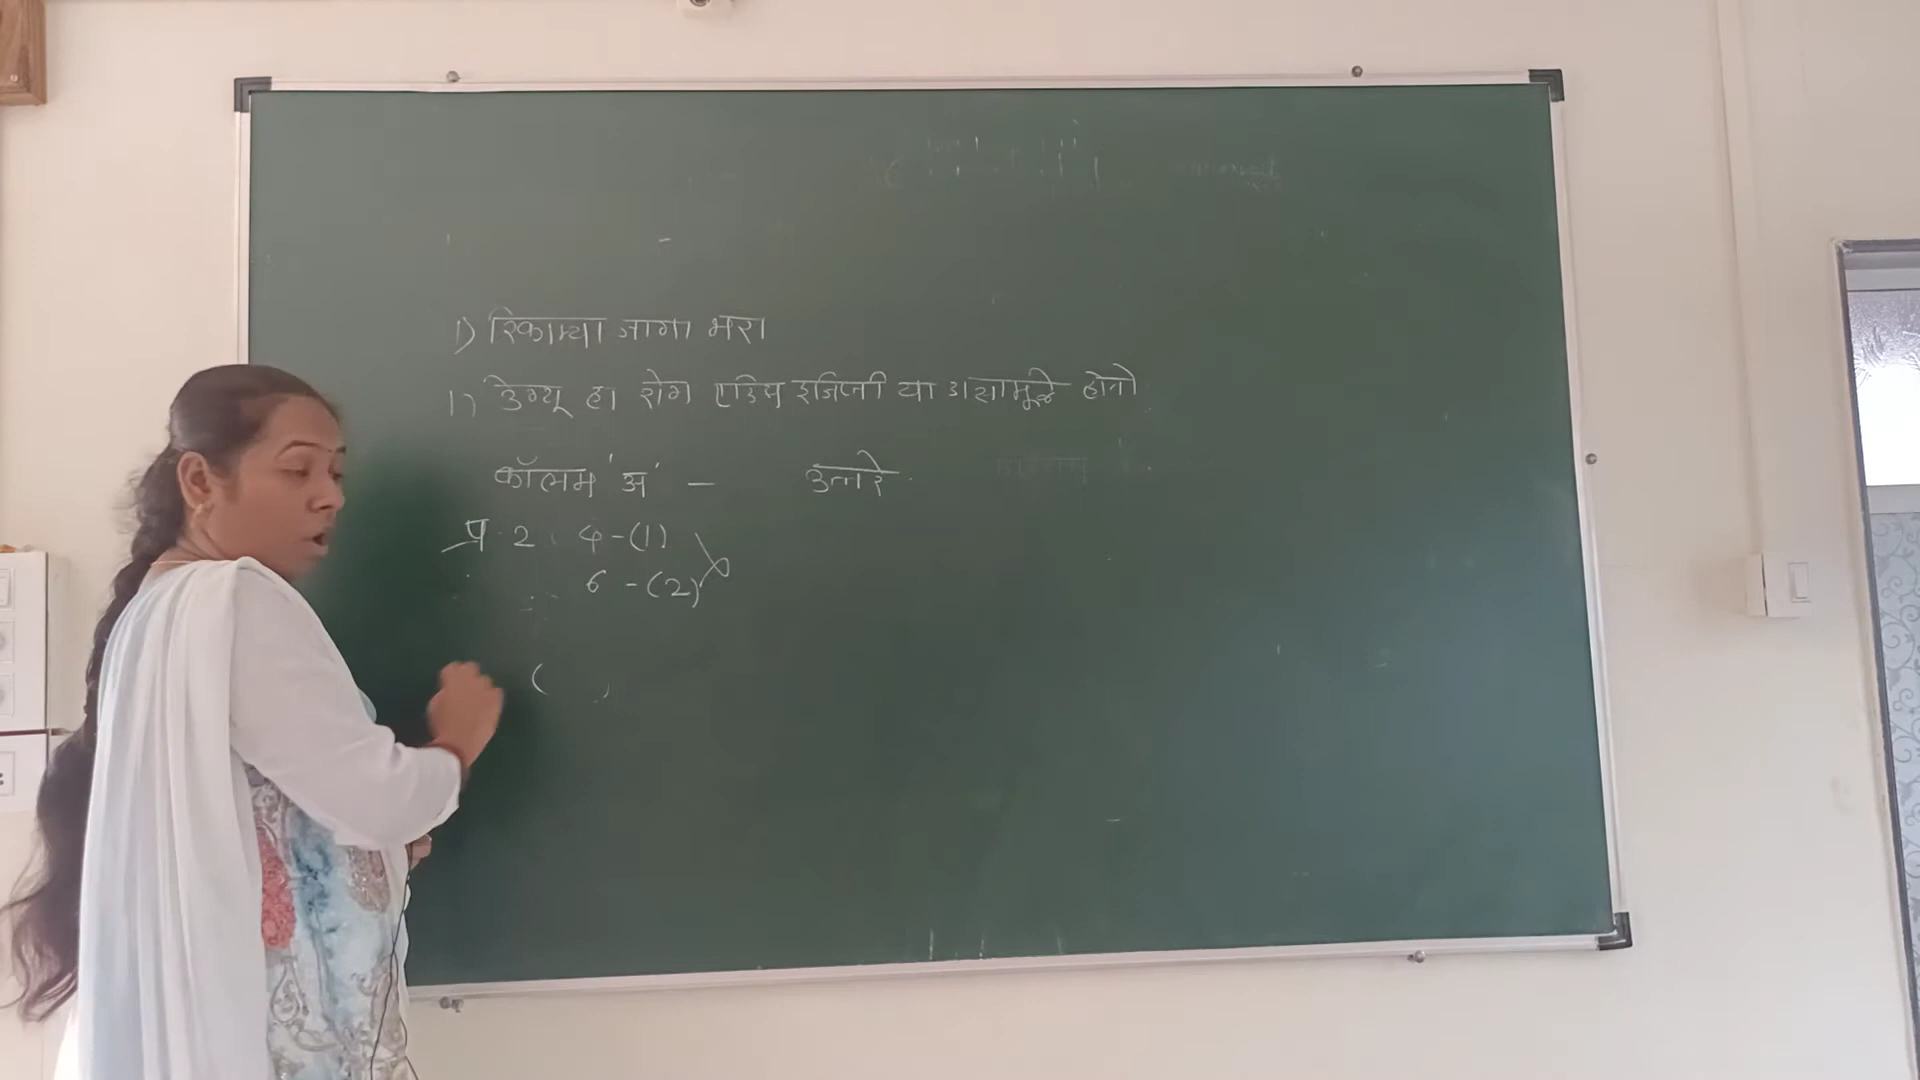 1) रिकाम्या जागा भरा
1) डेंग्यू हा रोग एडिस इजिप्ती या डासामूळे होतो
कॉलम 'अ' - उत्तरे.
प्र. 2. 4 - (1)
6 - (2)
( )